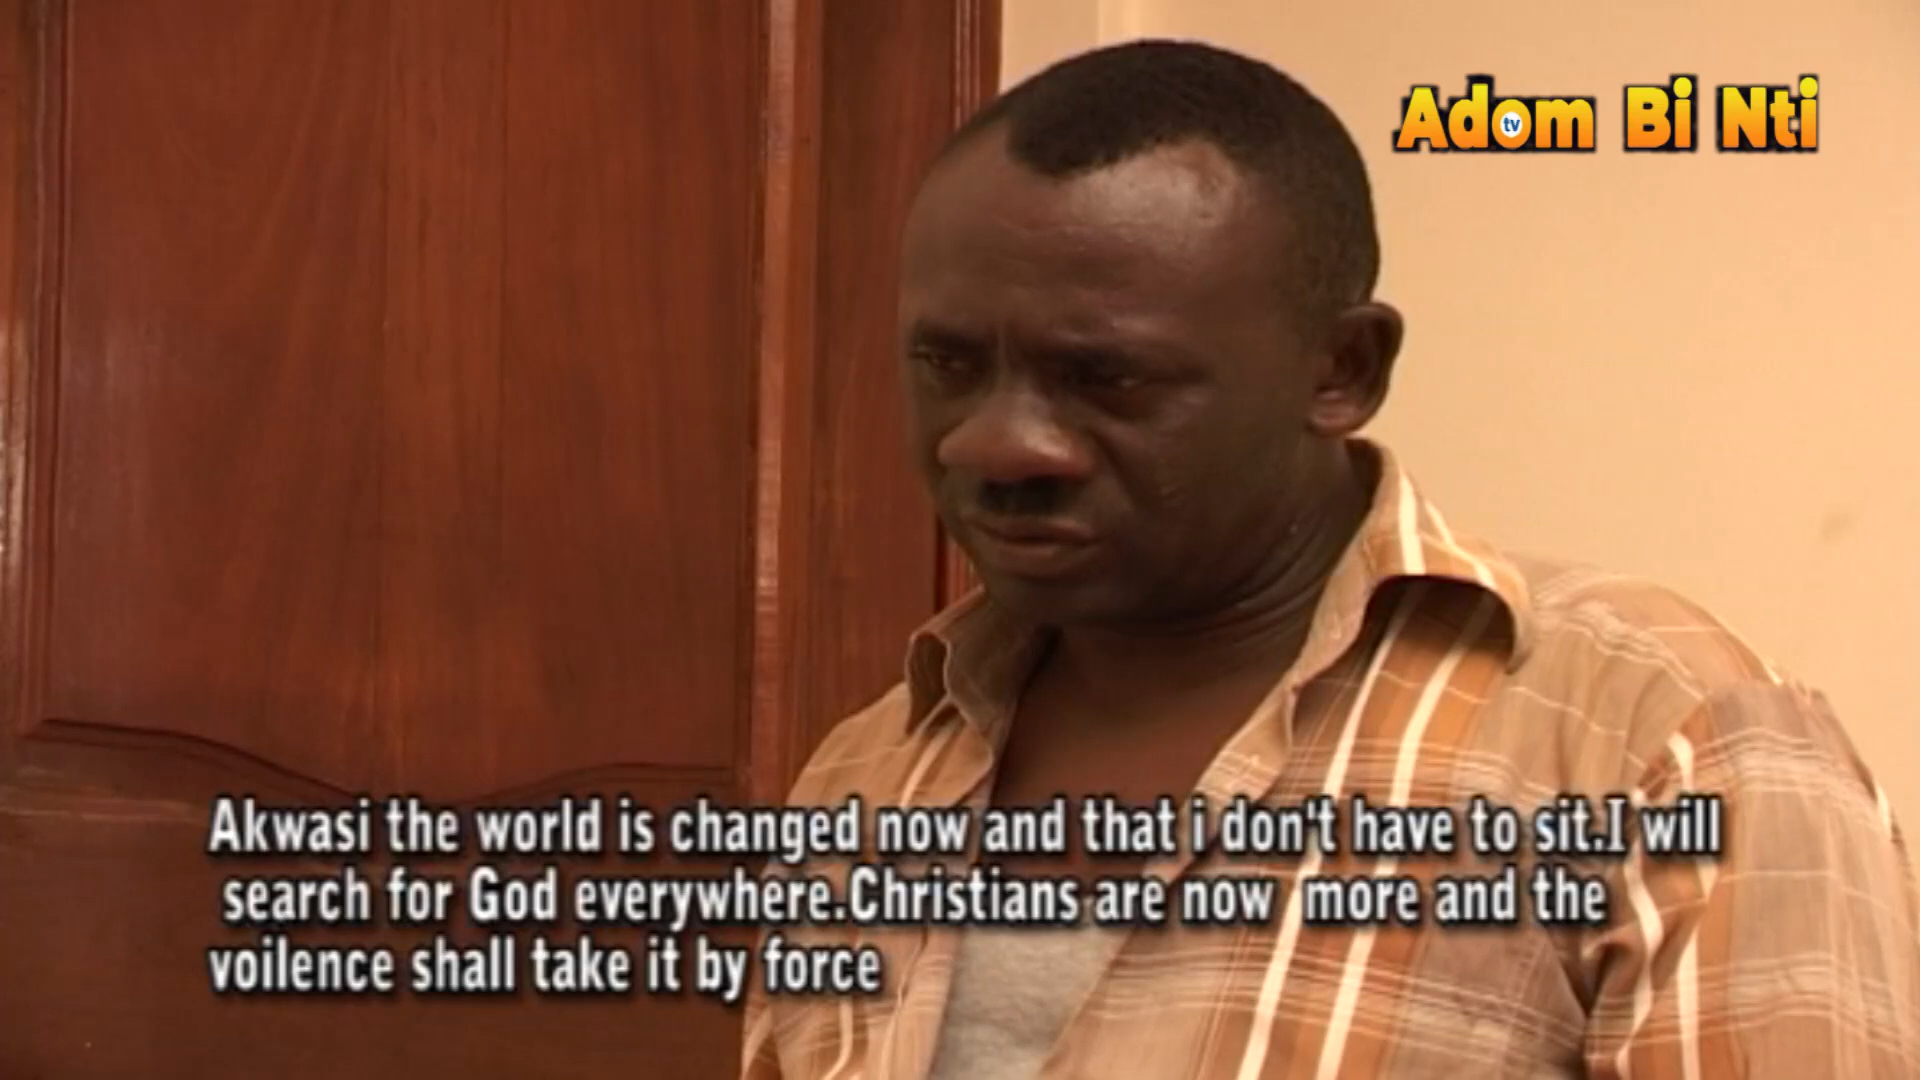 Adom Bi Nti
tv
Akwasi the world is changed now and that i don't have to sit.I will
search for God everywhere.Christians are now more and the
voilence shall take it by force